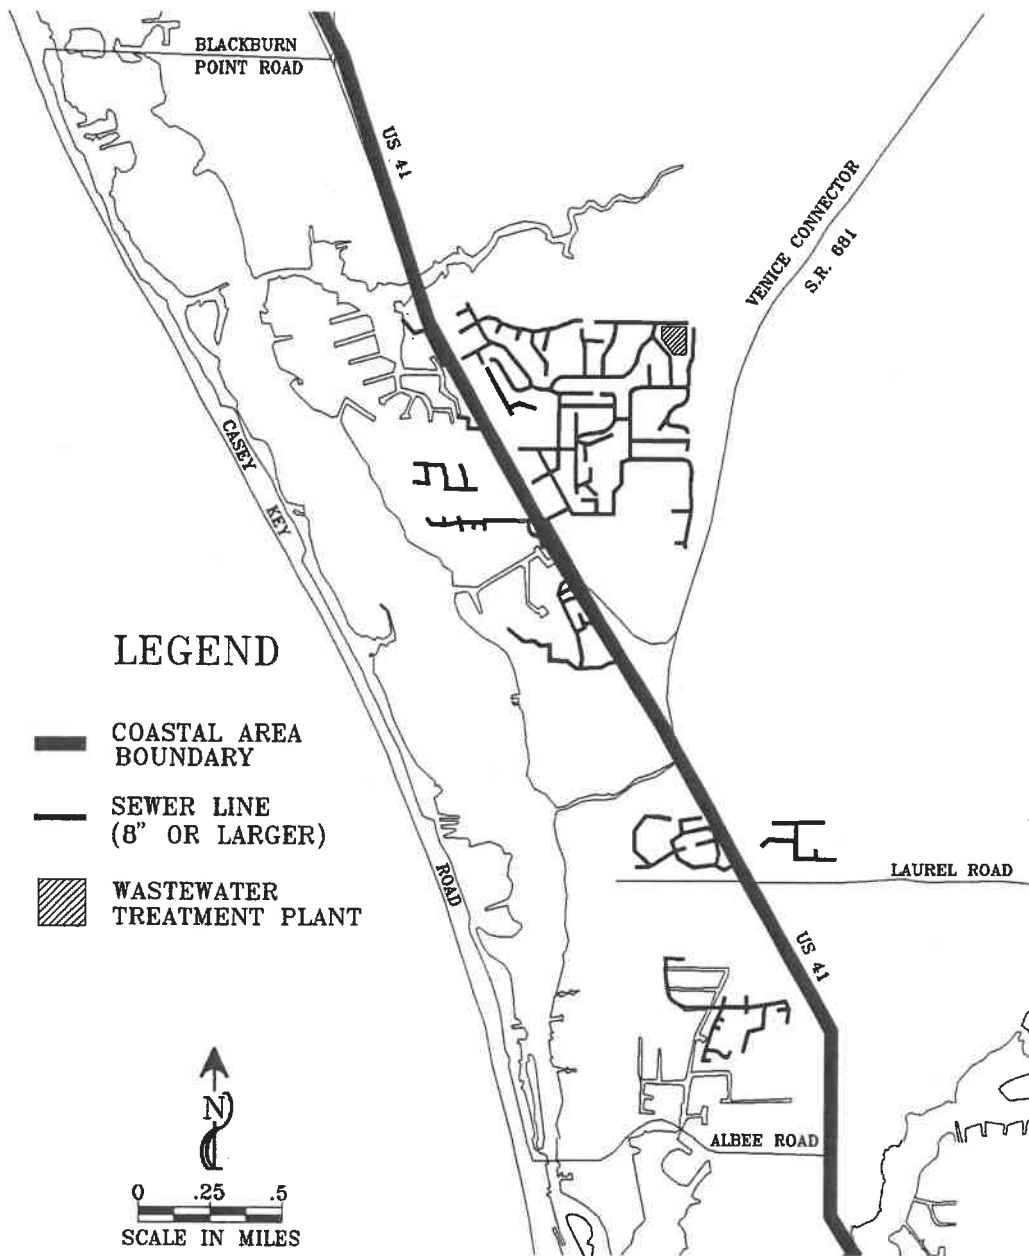 BLACKBURN
POINT ROAD
US 41
VENICE CONNECTOR
S.R. 681
CASEY
KEY
ROAD
LEGEND
COASTAL AREA
BOUNDARY
SEWER LINE
(8" OR LARGER)
WASTEWATER
TREATMENT PLANT
LAUREL ROAD
US 41
N
ALBEE ROAD
0 .25 .5
SCALE IN MILES